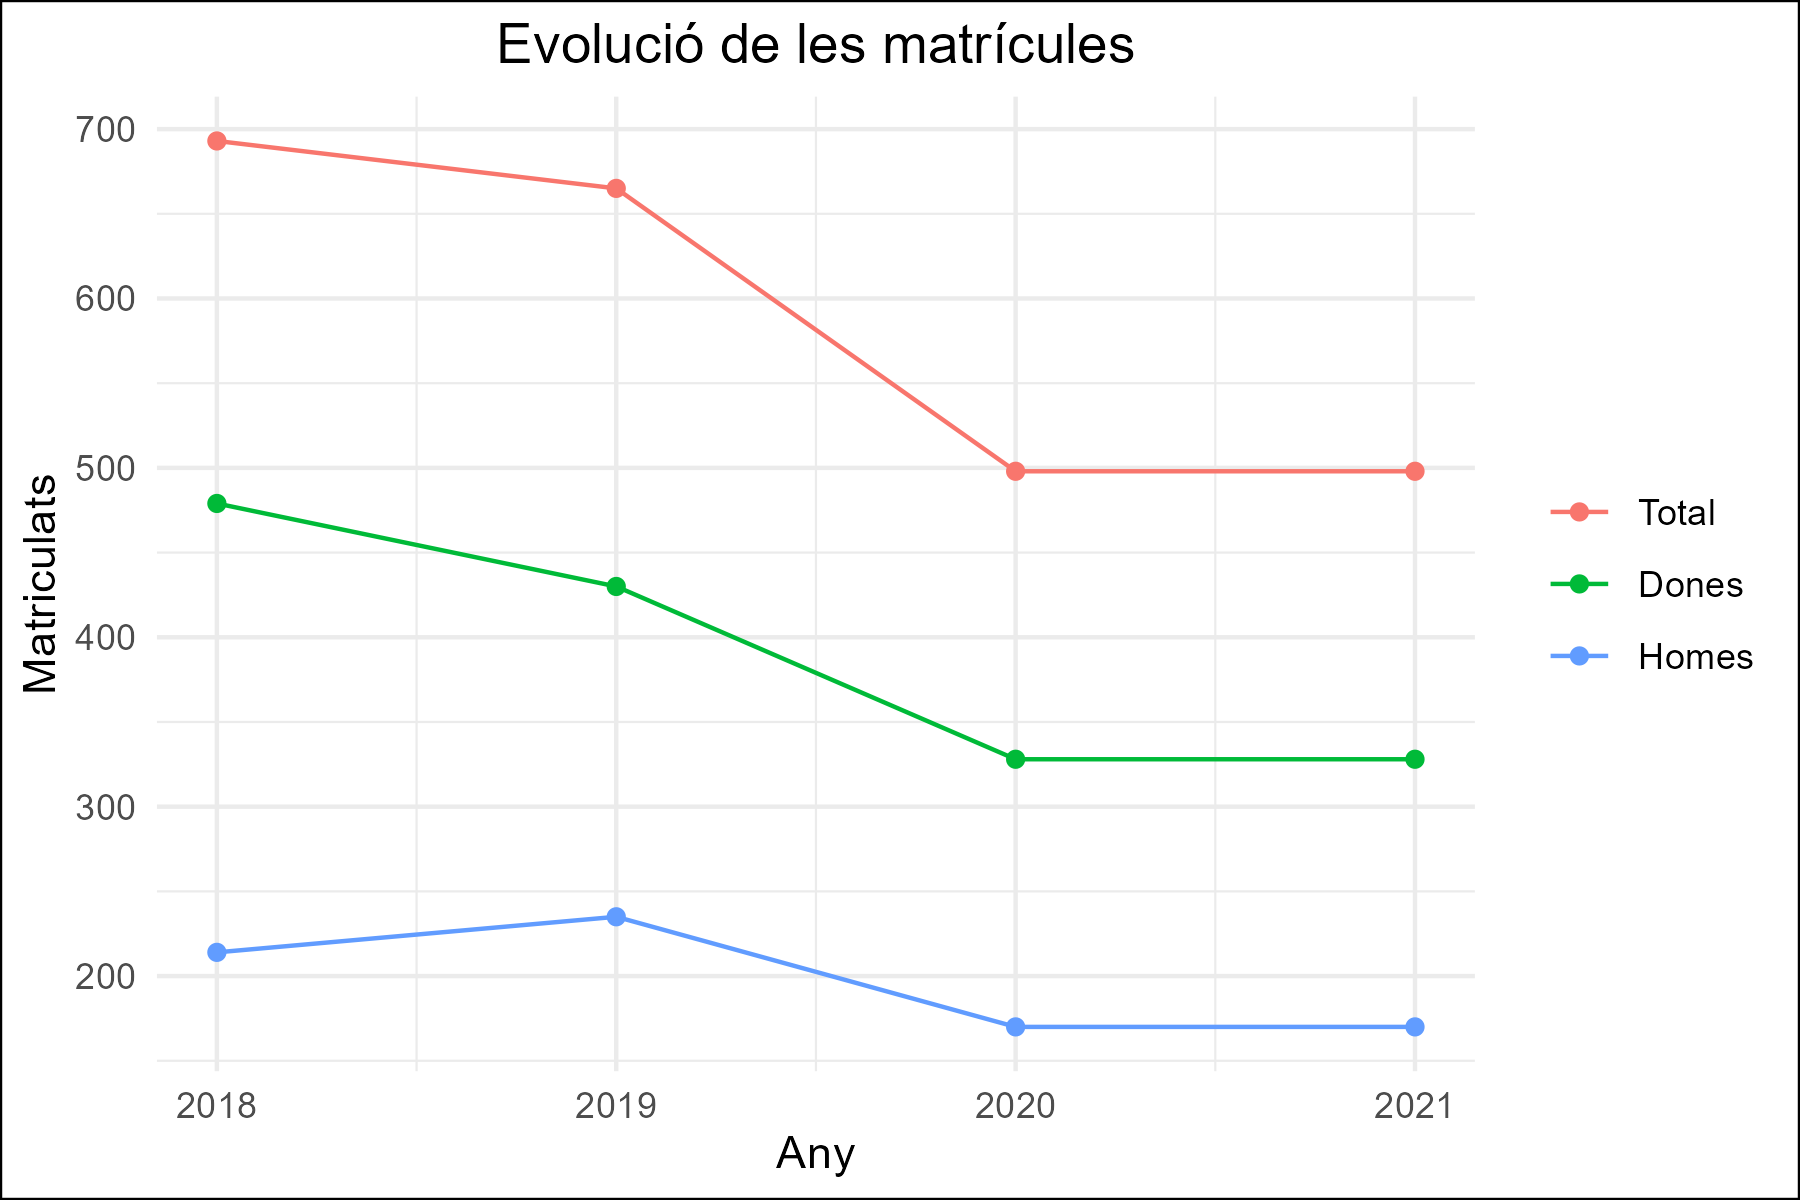 Evolució de les matrícules
700
600
500
400
300
200
Matriculats
2018
2019
2020
2021
Any
Total
Dones
Homes